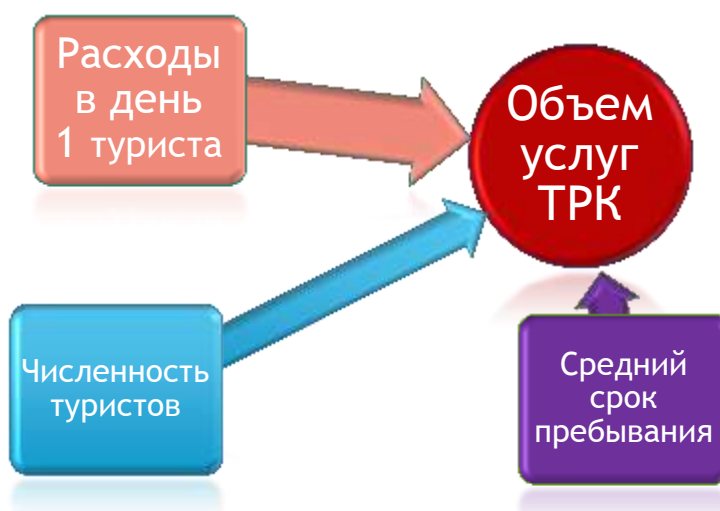 Расходы
в день
1 туриста
Объем
услуг
ТРК
Численность
туристов
Средний
срок
пребывания